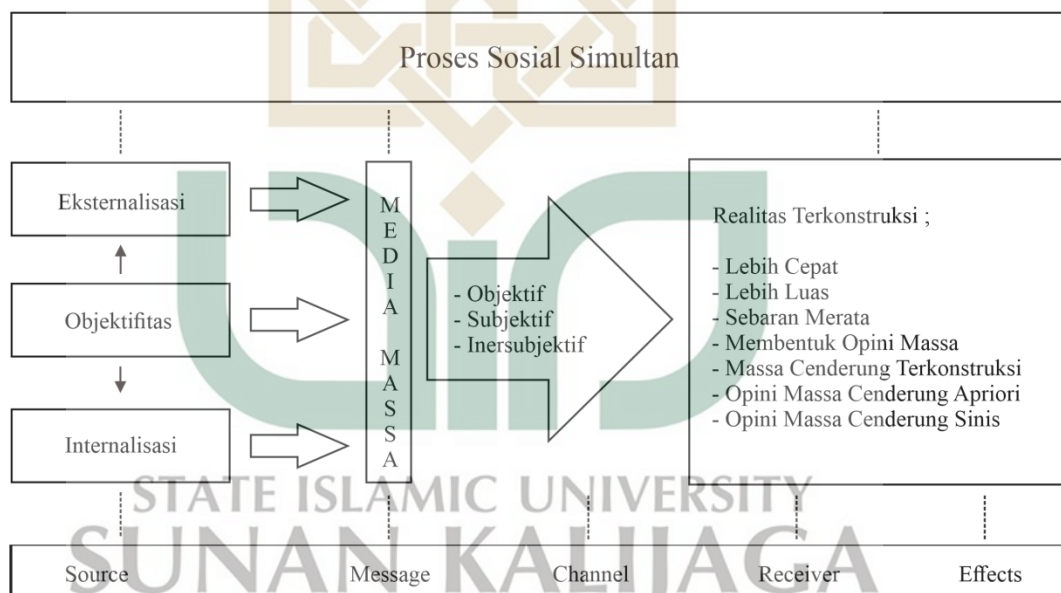 Proses Sosial Simultan
Eksternalisasi
Objektifitas
Internalisasi
MEDIA MASSA
- Objektif
- Subjektif
- Inersubjektif
Realitas Terkonstruksi ;
- Lebih Cepat
- Lebih Luas
- Sebaran Merata
- Membentuk Opini Massa
- Massa Cenderung Terkonstruksi
- Opini Massa Cenderung Apriori
- Opini Massa Cenderung Sinis
STATE ISLAMIC UNIVERSITY
SUNAN KALIJAGA
Source Message Channel Receiver Effects